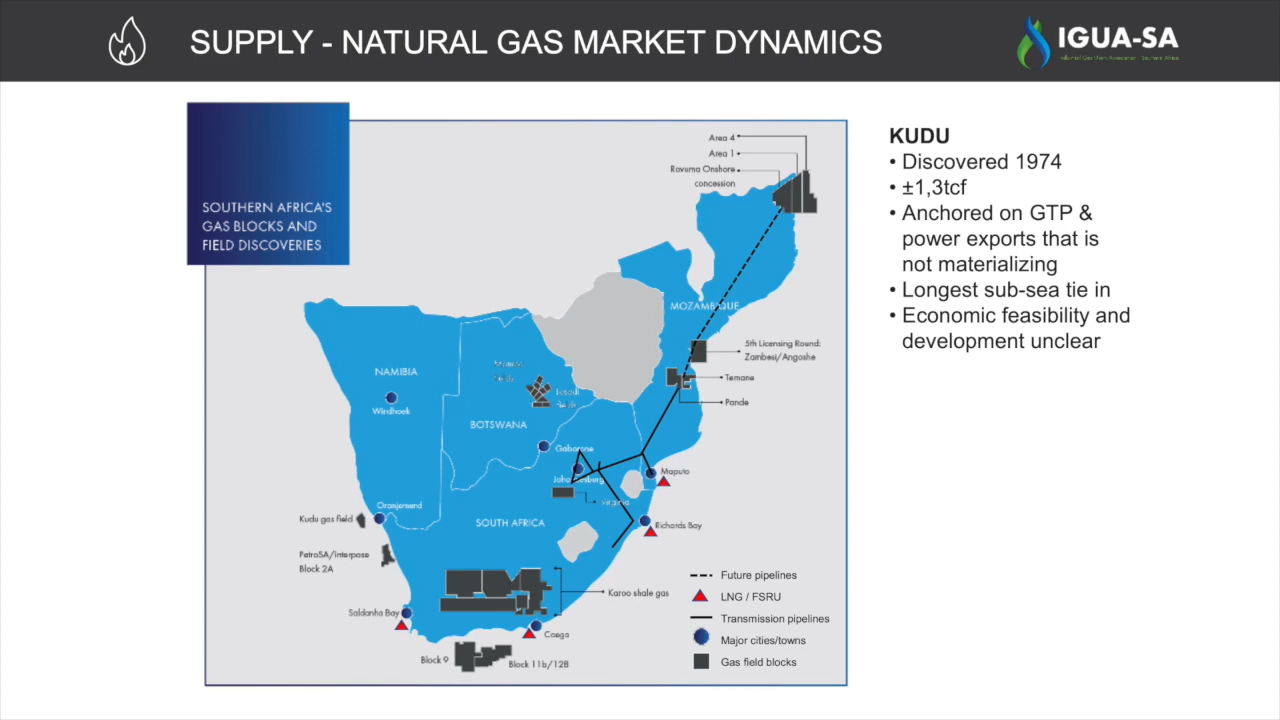 SUPPLY - NATURAL GAS MARKET DYNAMICS
IGUA-SA
SOUTHERN AFRICA'S
GAS BLOCKS AND
FIELD DISCOVERIES
Area 4
Area 1
Rovuma Onshore
concession
MOZAMBIQUE
5th Licensing Round:
Zambesi/Angoshe
Temane
Pande
NAMIBIA
Windhoek
BOTSWANA
Gaborone
Johannesburg
Virginia
Maputo
Richards Bay
Oranjemund
Kudu gas field
SOUTH AFRICA
PetroSA/interpose
Block 2A
Saldanha Bay
Karoo shale gas
Coega
Block 9
Block 11b/12B
Future pipelines
LNG / FSRU
Transmission pipelines
Major cities/towns
Gas field blocks
KUDU
• Discovered 1974
• ±1,3tcf
• Anchored on GTP &
power exports that is
not materializing
• Longest sub-sea tie in
• Economic feasibility and
development unclear